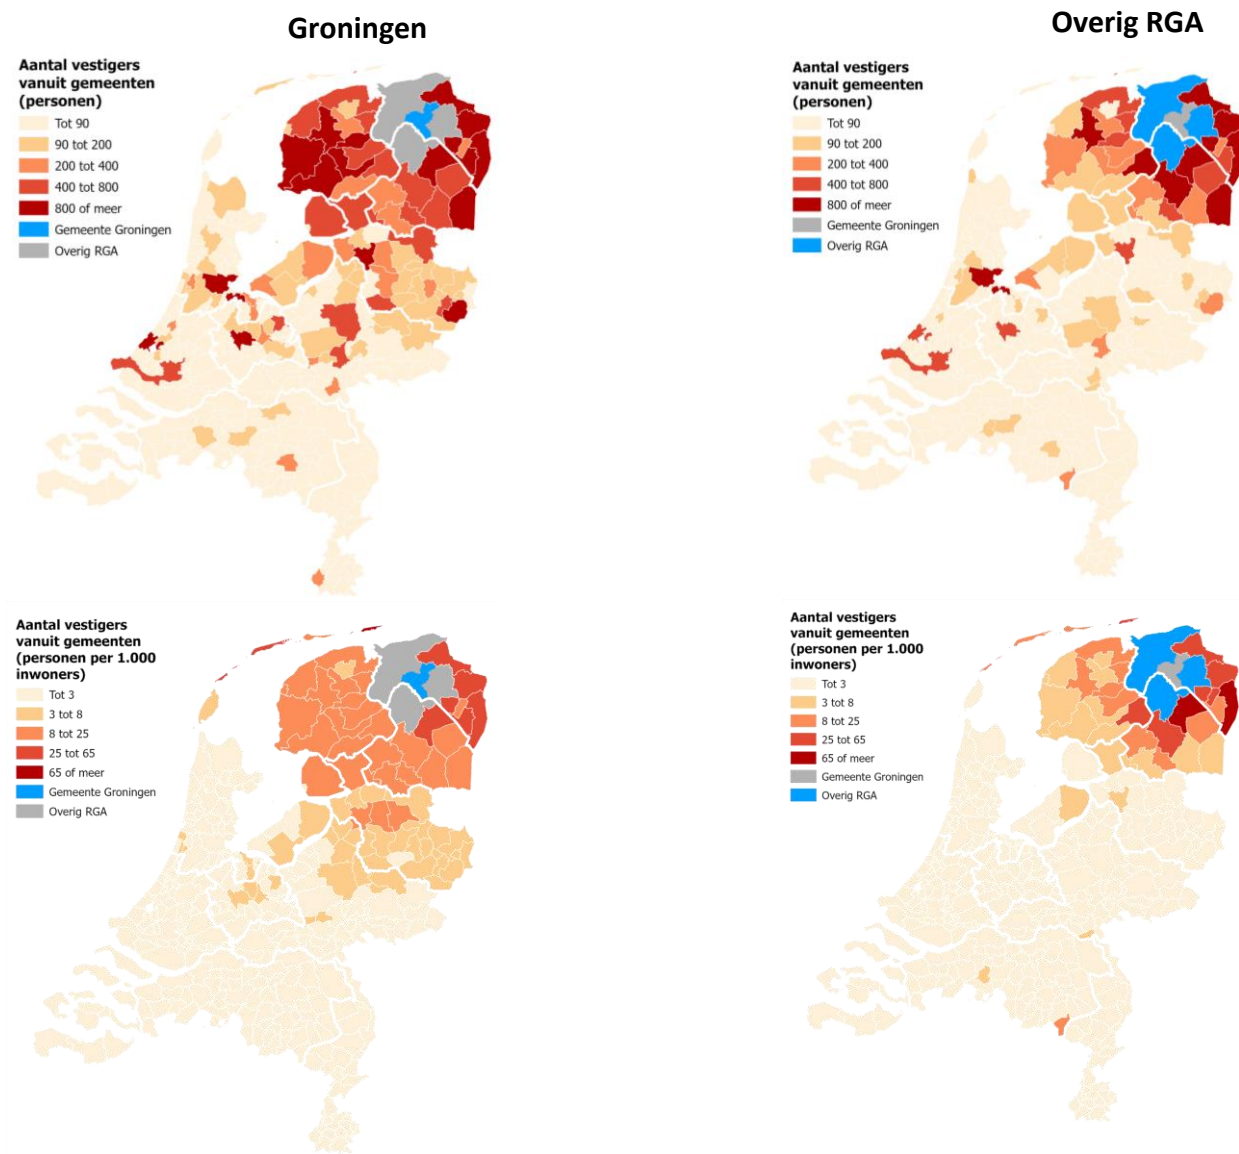 Groningen
Overig RGA
Aantal vestigers
vanuit gemeenten
(personen)
Tot 90
90 tot 200
200 tot 400
400 tot 800
800 of meer
Gemeente Groningen
Overig RGA
Aantal vestigers
vanuit gemeenten
(personen)
Tot 90
90 tot 200
200 tot 400
400 tot 800
800 of meer
Gemeente Groningen
Overig RGA
Aantal vestigers
vanuit gemeenten
(personen per 1.000
inwoners)
Tot 3
3 tot 8
8 tot 25
25 tot 65
65 of meer
Gemeente Groningen
Overig RGA
Aantal vestigers
vanuit gemeenten
(personen per 1.000
inwoners)
Tot 3
3 tot 8
8 tot 25
25 tot 65
65 of meer
Gemeente Groningen
Overig RGA